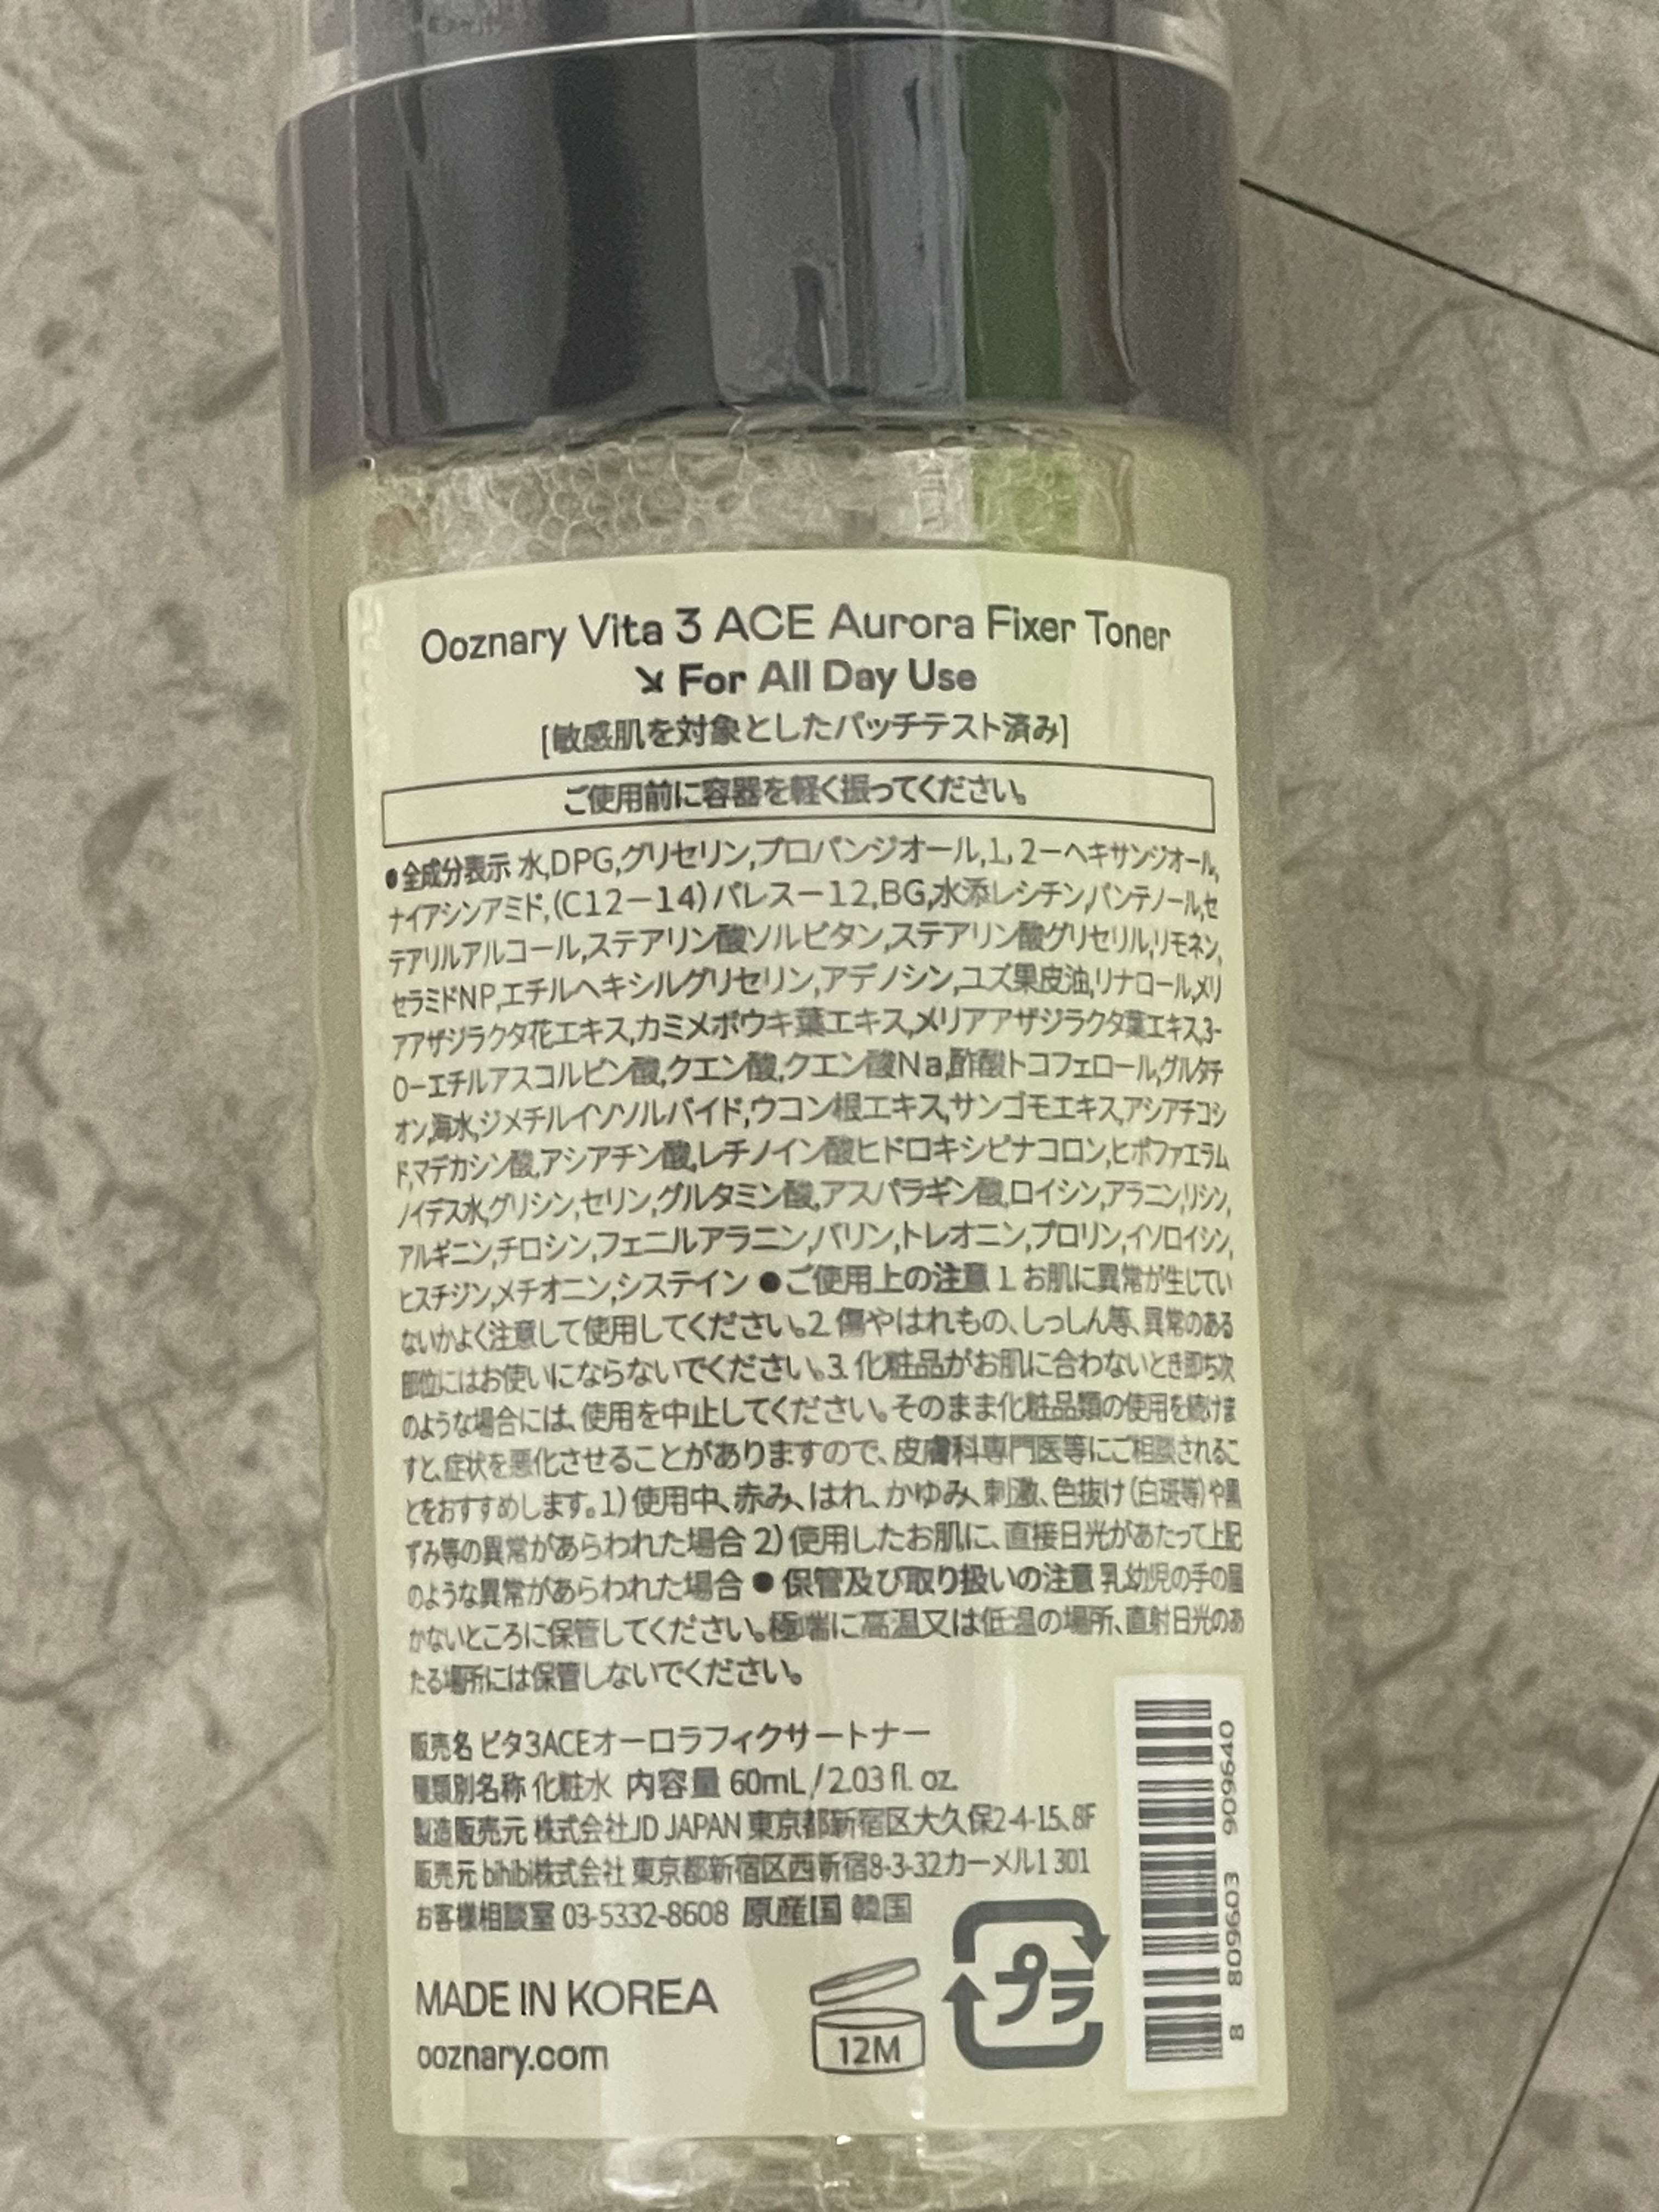 Ooznary Vita 3 ACE Aurora Fixer Toner
↘ For All Day Use
[敏感肌を対象としたパッチテスト済み]
ご使用前に容器を軽く振ってください。
●全成分表示 水,DPG,グリセリン,プロパンジオール,1，2－ヘキサンジオール,
ナイアシンアミド,(C12－14)パレス－12,BG,水添レシチン,パンテノール,セ
テアリルアルコール,ステアリン酸ソルビタン,ステアリン酸グリセリル,リモネン,
セラミドNP,エチルヘキシルグリセリン,アデノシン,ユズ果皮油,リナロール,メリ
アアザジラクタ花エキス,カミメボウキ葉エキス,メリアアザジラクタ葉エキス,3-
O－エチルアスコルビン酸,クエン酸,クエン酸Na,酢酸トコフェロール,グルタチ
オン,海水,ジメチルイソソルバイド,ウコン根エキス,サンゴモエキス,アシアチコシ
ド,マデカシン酸,アシアチン酸,レチノイン酸ヒドロキシピナコロン,ヒポファエラム
ノイデス水,グリシン,セリン,グルタミン酸,アスパラギン酸,ロイシン,アラニン,リシン,
アルギニン,チロシン,フェニルアラニン,バリン,トレオニン,プロリン,イソロイシン,
ヒスチジン,メチオニン,システイン ●ご使用上の注意 1. お肌に異常が生じてい
ないかよく注意して使用してください。2. 傷やはれもの、しっしん等、異常のある
部位にはお使いにならないでください。3. 化粧品がお肌に合わないとき即ち次
のような場合には、使用を中止してください。そのまま化粧品類の使用を続けま
すと、症状を悪化させることがありますので、皮膚科専門医等にご相談されるこ
とをおすすめします。1) 使用中、赤み、はれ、かゆみ、刺激、色抜け（白斑等）や黒
ずみ等の異常があらわれた場合 2) 使用したお肌に、直接日光があたって上記
のような異常があらわれた場合 ● 保管及び取り扱いの注意 乳幼児の手の届
かないところに保管してください。極端に高温又は低温の場所、直射日光のあ
たる場所には保管しないでください。
販売名 ビタ3ACEオーロラフィクサートナー
種類別名称 化粧水 内容量 60mL/2.03 fl. oz.
製造販売元 株式会社JD JAPAN 東京都新宿区大久保2-4-15、8F
販売元 bihibi株式会社 東京都新宿区西新宿8-3-32カーメル1 301
お客様相談室 03-5332-8608 原産国 韓国
MADE IN KOREA
ooznary.com
12M
プラ
8 809603 909640